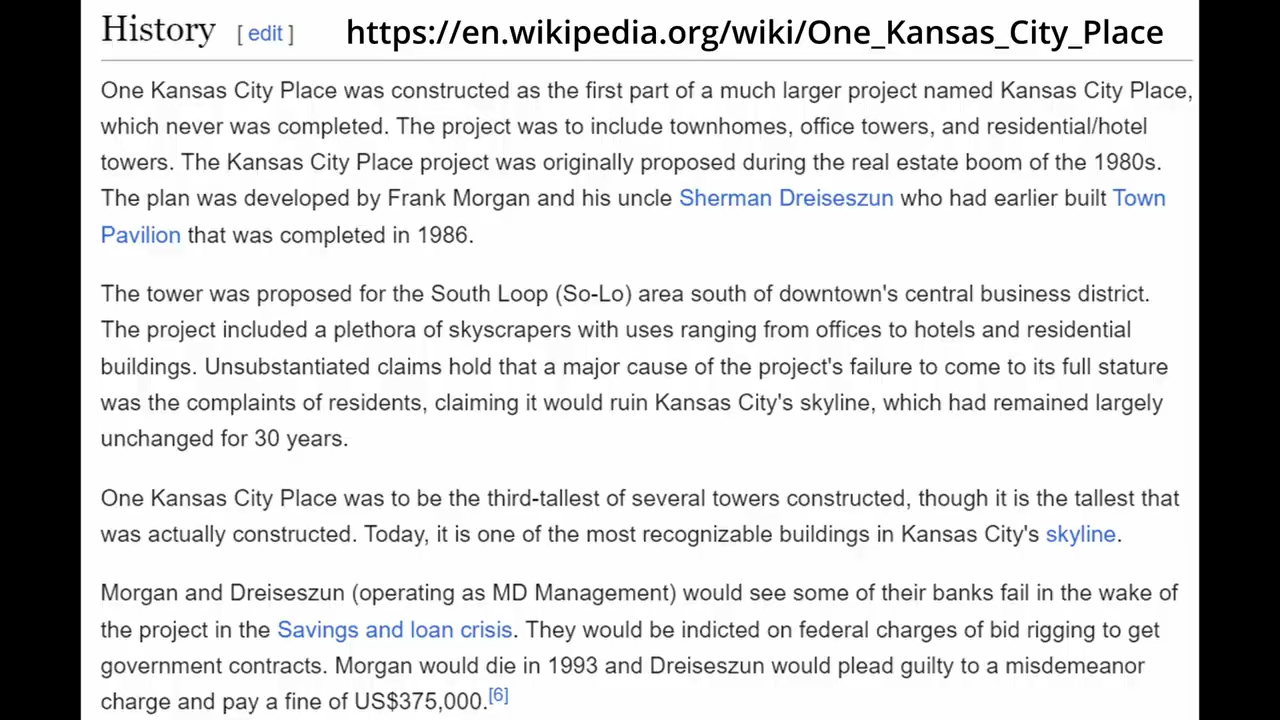 History [ edit ] https://en.wikipedia.org/wiki/One_Kansas_City_Place
One Kansas City Place was constructed as the first part of a much larger project named Kansas City Place,
which never was completed. The project was to include townhomes, office towers, and residential/hotel
towers. The Kansas City Place project was originally proposed during the real estate boom of the 1980s.
The plan was developed by Frank Morgan and his uncle Sherman Dreiseszun who had earlier built Town
Pavilion that was completed in 1986.
The tower was proposed for the South Loop (So-Lo) area south of downtown's central business district.
The project included a plethora of skyscrapers with uses ranging from offices to hotels and residential
buildings. Unsubstantiated claims hold that a major cause of the project's failure to come to its full stature
was the complaints of residents, claiming it would ruin Kansas City's skyline, which had remained largely
unchanged for 30 years.
One Kansas City Place was to be the third-tallest of several towers constructed, though it is the tallest that
was actually constructed. Today, it is one of the most recognizable buildings in Kansas City's skyline.
Morgan and Dreiseszun (operating as MD Management) would see some of their banks fail in the wake of
the project in the Savings and loan crisis. They would be indicted on federal charges of bid rigging to get
government contracts. Morgan would die in 1993 and Dreiseszun would plead guilty to a misdemeanor
charge and pay a fine of US$375,000.[6]